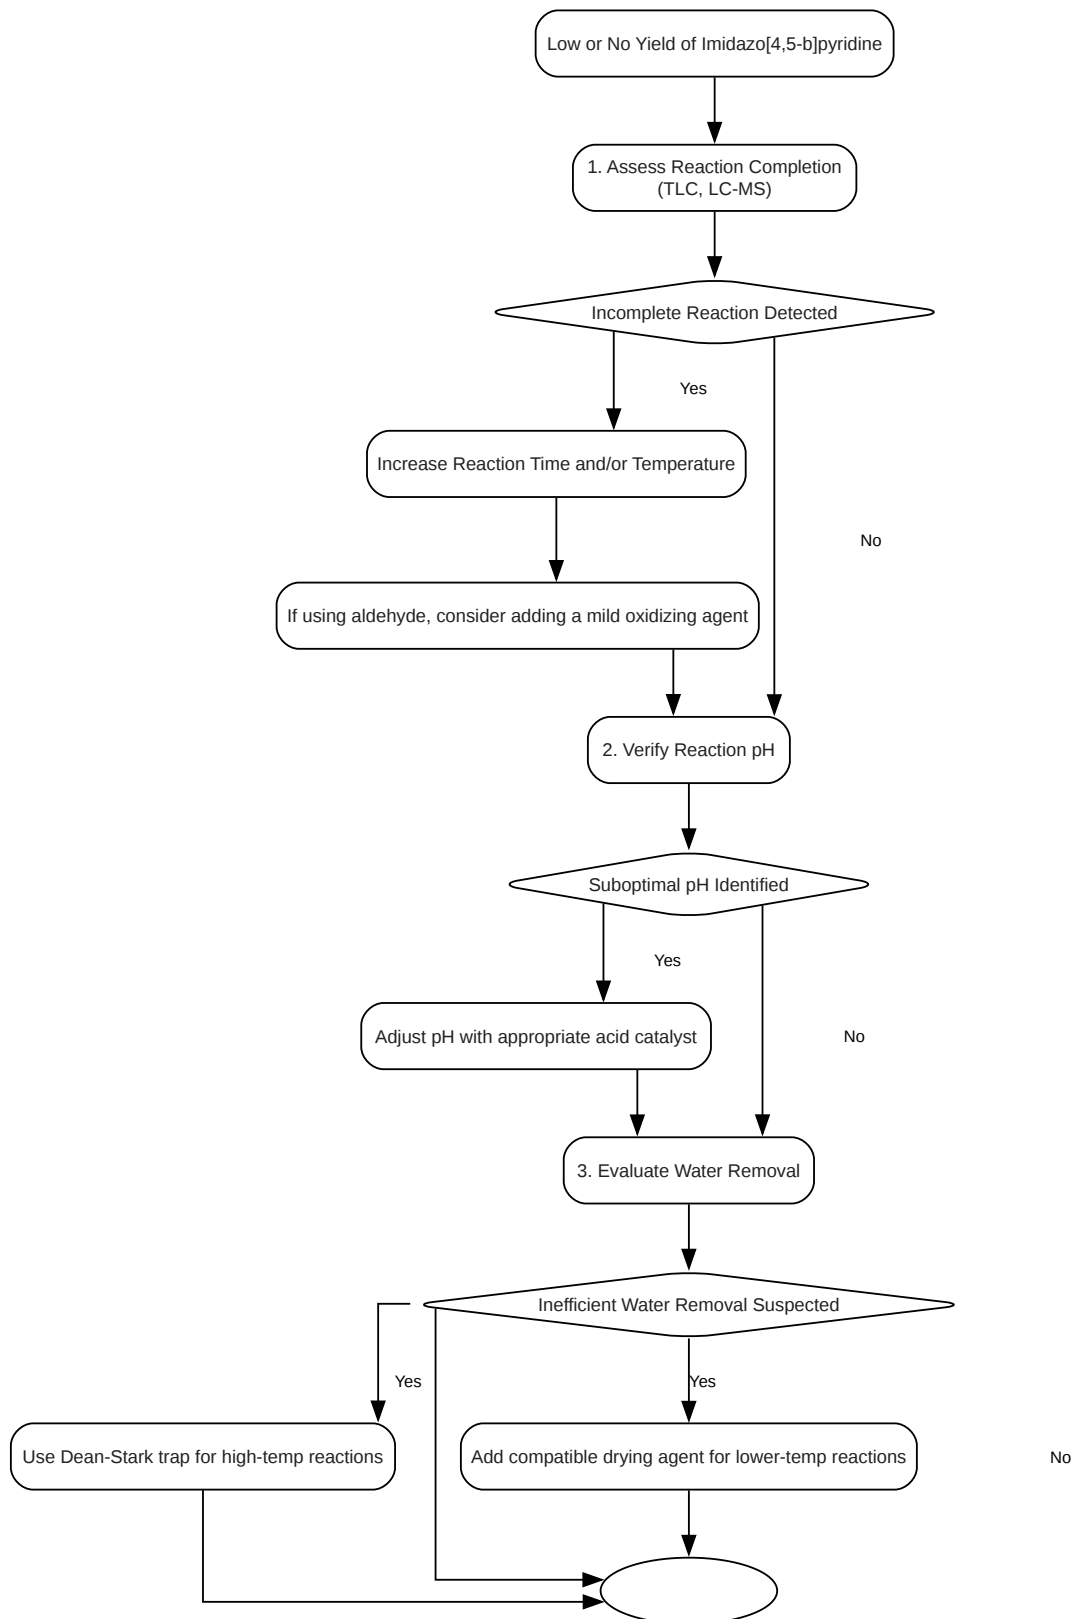 Low or No Yield of Imidazo[4,5-b]pyridine
1. Assess Reaction Completion
(TLC, LC-MS)
Incomplete Reaction Detected
Yes
Increase Reaction Time and/or Temperature
No
If using aldehyde, consider adding a mild oxidizing agent
2. Verify Reaction pH
Suboptimal pH Identified
Yes
Adjust pH with appropriate acid catalyst
No
3. Evaluate Water Removal
Inefficient Water Removal Suspected
Yes
Yes
Use Dean-Stark trap for high-temp reactions
Add compatible drying agent for lower-temp reactions
No